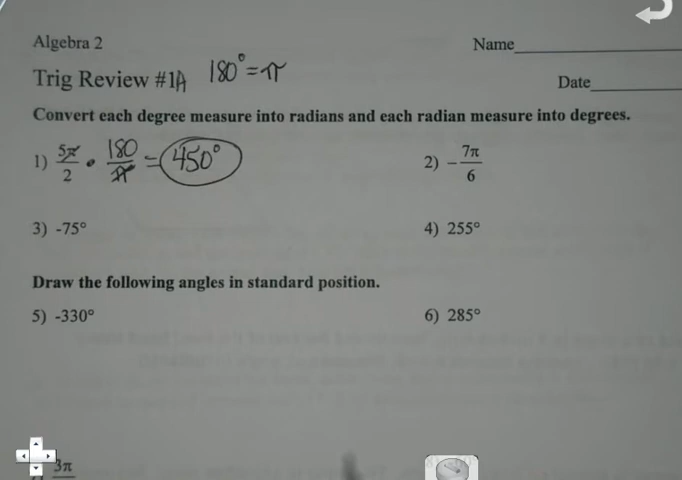 Algebra 2
Name
Trig Review #1A 180° = π
Date
Convert each degree measure into radians and each radian measure into degrees.
1) 5π/2 • 180/π = 450°
2) -7π/6
3) -75°
4) 255°
Draw the following angles in standard position.
5) -330°
6) 285°
3π